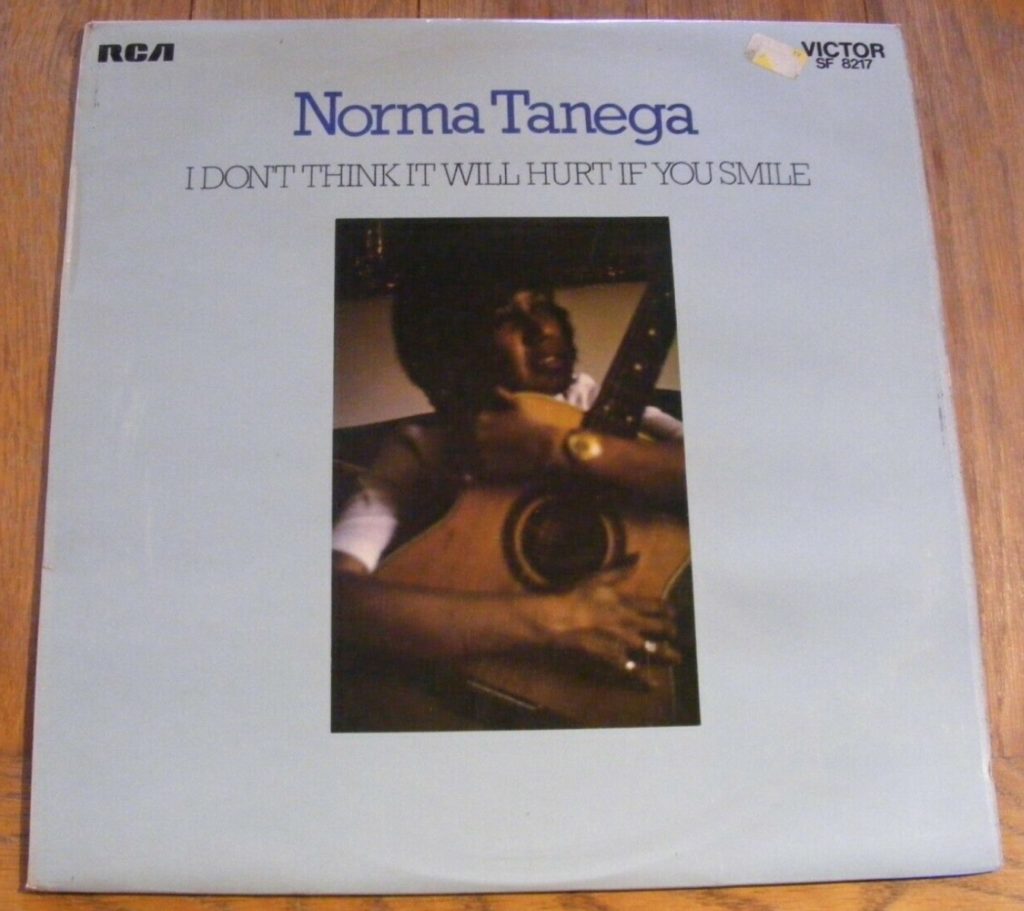 RCA
VICTOR
SF 8217
Norma Tanega
I DON'T THINK IT WILL HURT IF YOU SMILE